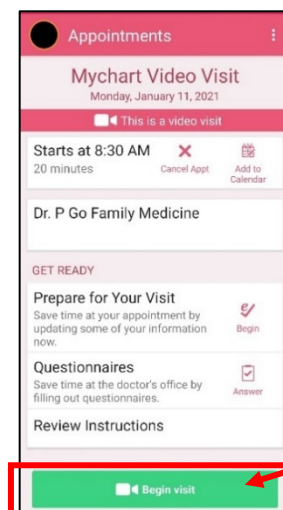 Appointments
Mychart Video Visit
Monday, January 11, 2021
This is a video visit
Starts at 8:30 AM
20 minutes
Cancel Appt
Add to
Calendar
Dr. P Go Family Medicine
GET READY
Prepare for Your Visit
Save time at your appointment by
updating some of your information
now.
Begin
Questionnaires
Save time at the doctor's office by
filling out questionnaires.
Answer
Review Instructions
Begin visit